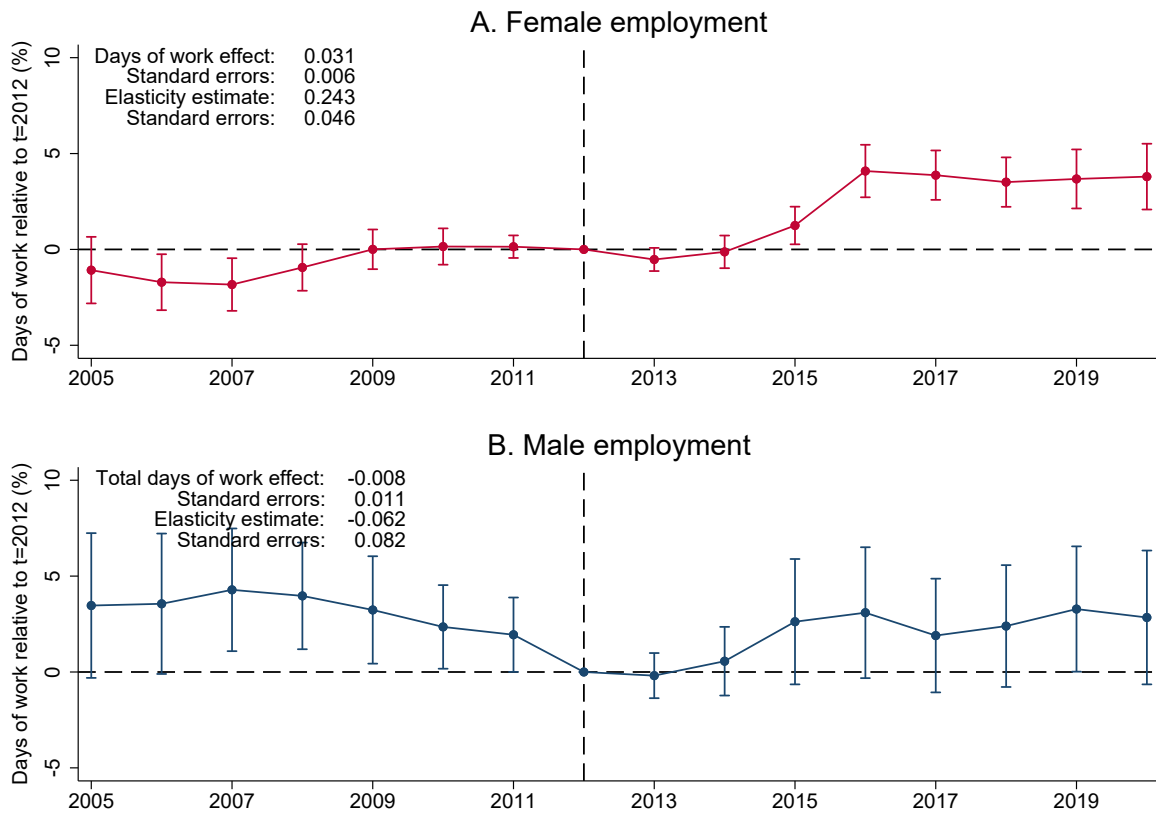 A. Female employment
Days of work relative to t=2012 (%)
10
5
0
-5
Days of work effect: 0.031
Standard errors: 0.006
Elasticity estimate: 0.243
Standard errors: 0.046
2005 2007 2009 2011 2013 2015 2017 2019
B. Male employment
Days of work relative to t=2012 (%)
10
5
0
-5
Total days of work effect: -0.008
Standard errors: 0.011
Elasticity estimate: -0.062
Standard errors: 0.082
2005 2007 2009 2011 2013 2015 2017 2019